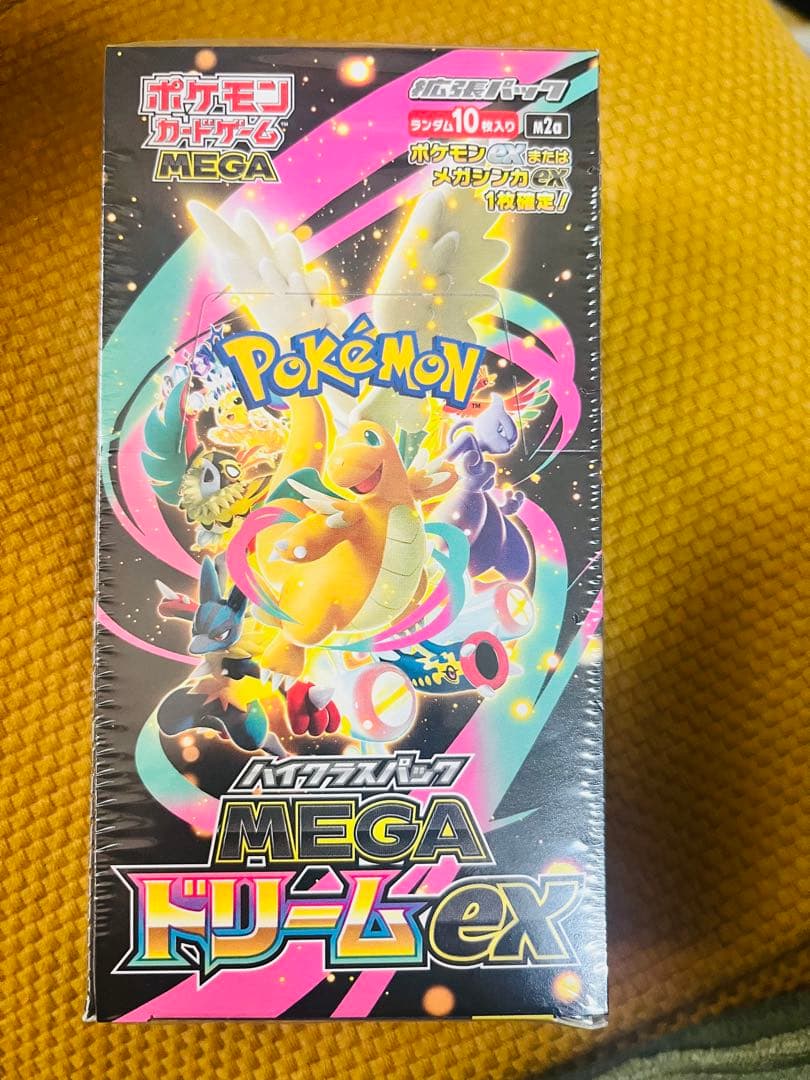 ポケモン
カードゲーム
MEGA
拡張パック
ランダム10枚入り
M2a
ポケモンexまたは
メガシンカex
1枚確定!
POKÉMON
TM
ハイクラスパック
MEGA
ドリームex